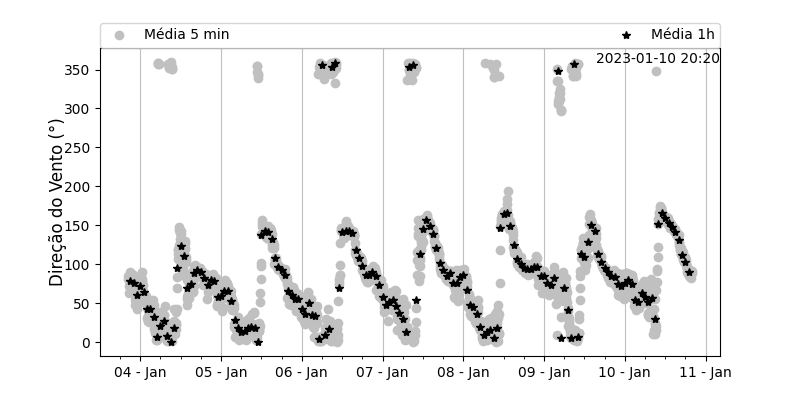 Média 5 min
Média 1h
2023-01-10 20:20
Direção do Vento (°)
350
300
250
200
150
100
50
0
04 - Jan
05 - Jan
06 - Jan
07 - Jan
08 - Jan
09 - Jan
10 - Jan
11 - Jan